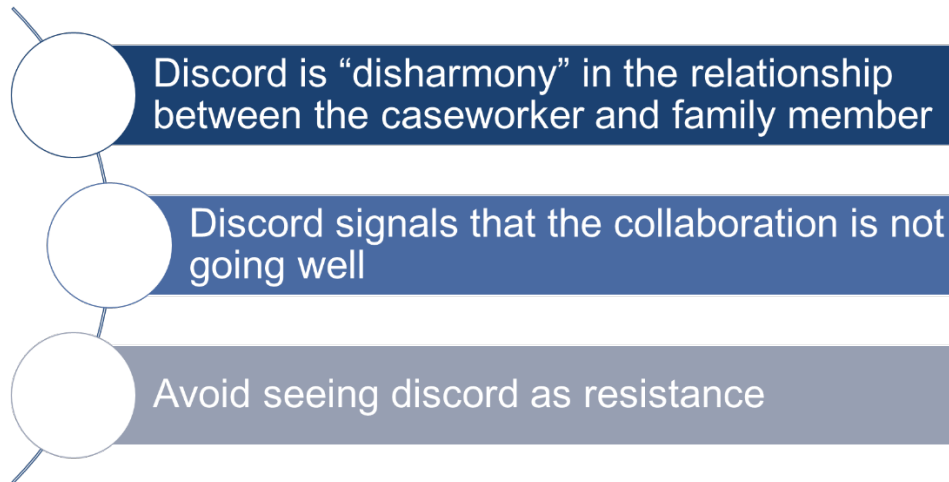 Discord is “disharmony” in the relationship
between the caseworker and family member
Discord signals that the collaboration is not
going well
Avoid seeing discord as resistance